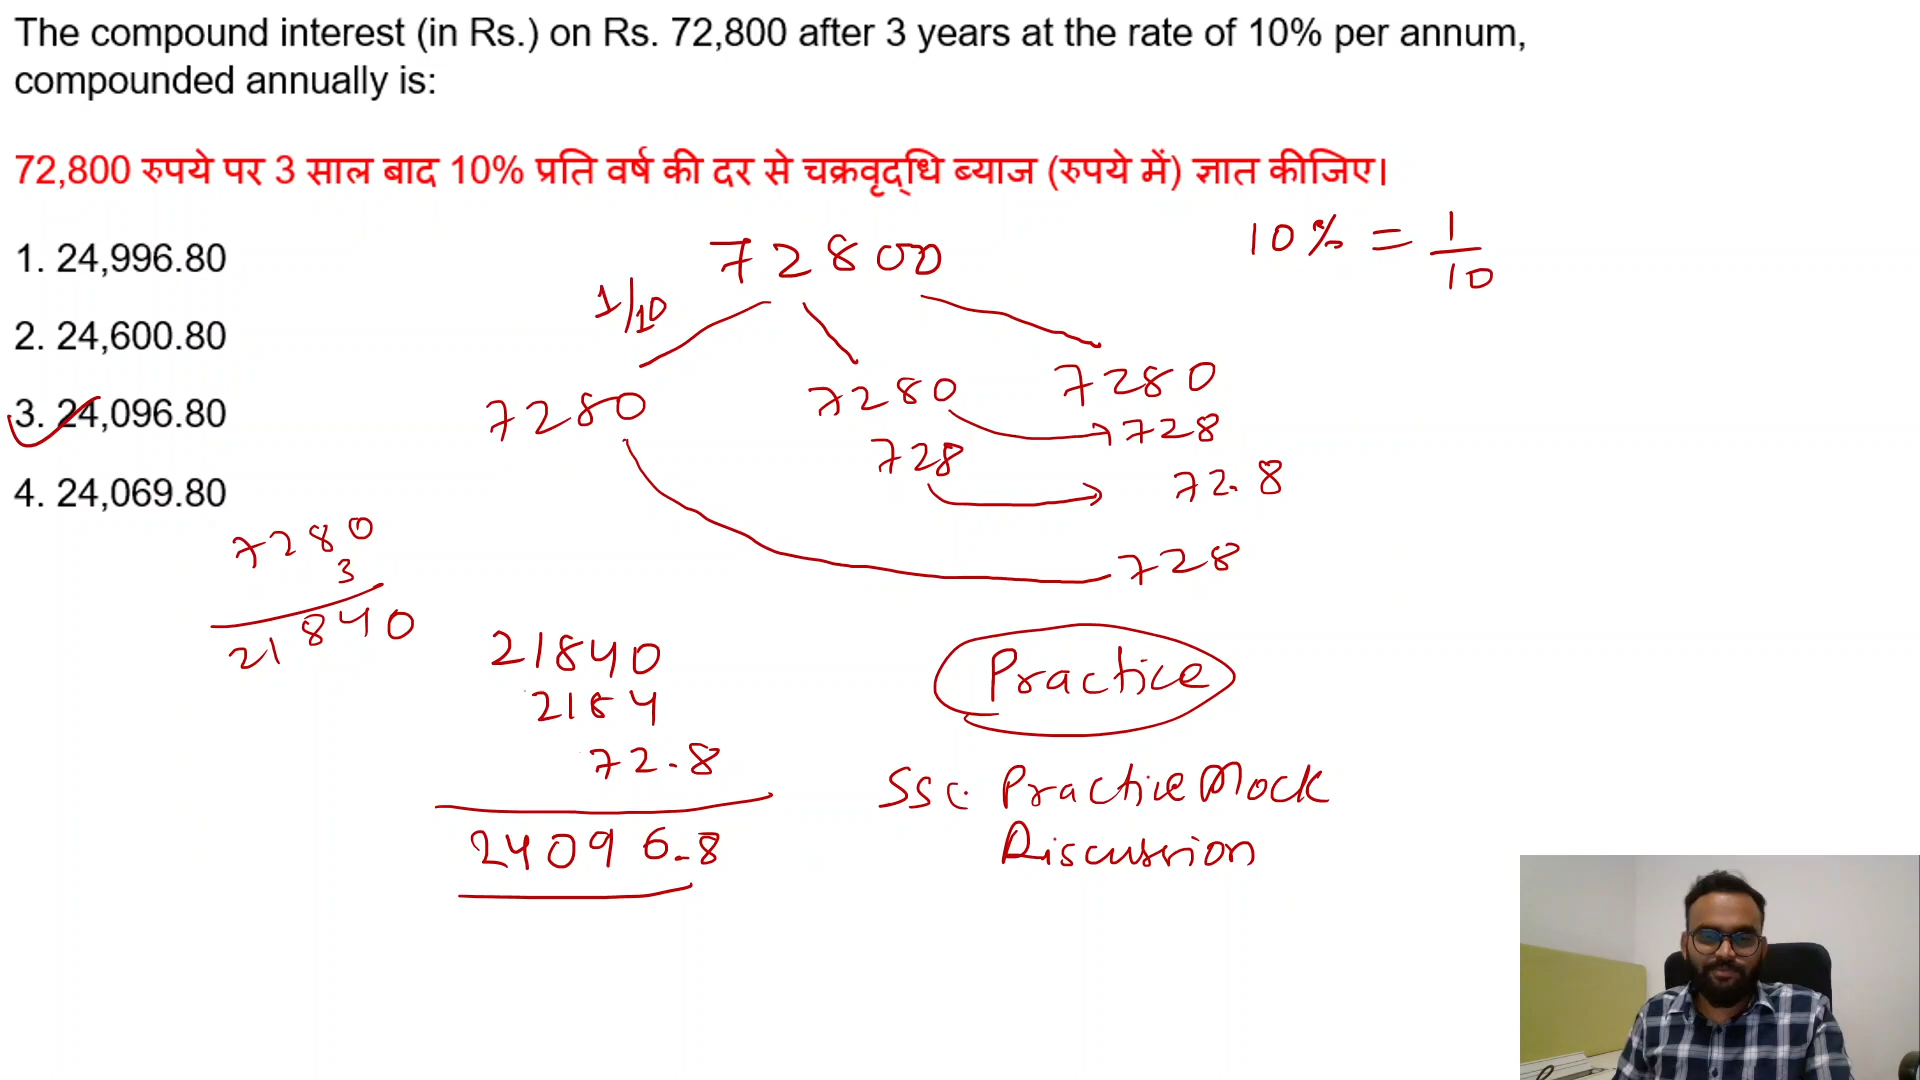 The compound interest (in Rs.) on Rs. 72,800 after 3 years at the rate of 10% per annum,
compounded annually is:
72,800 रुपये पर 3 साल बाद 10% प्रति वर्ष की दर से चक्रवृद्धि ब्याज (रुपये में) ज्ञात कीजिए।
1. 24,996.80
2. 24,600.80
3. 24,096.80
4. 24,069.80
10% = 1/10
72800
1/10
7280 7280 7280
728 728
72.8
728
7280
3
21840
21840
2184
72.8
24096.8
Practice
SSC Practice Mock
Discussion